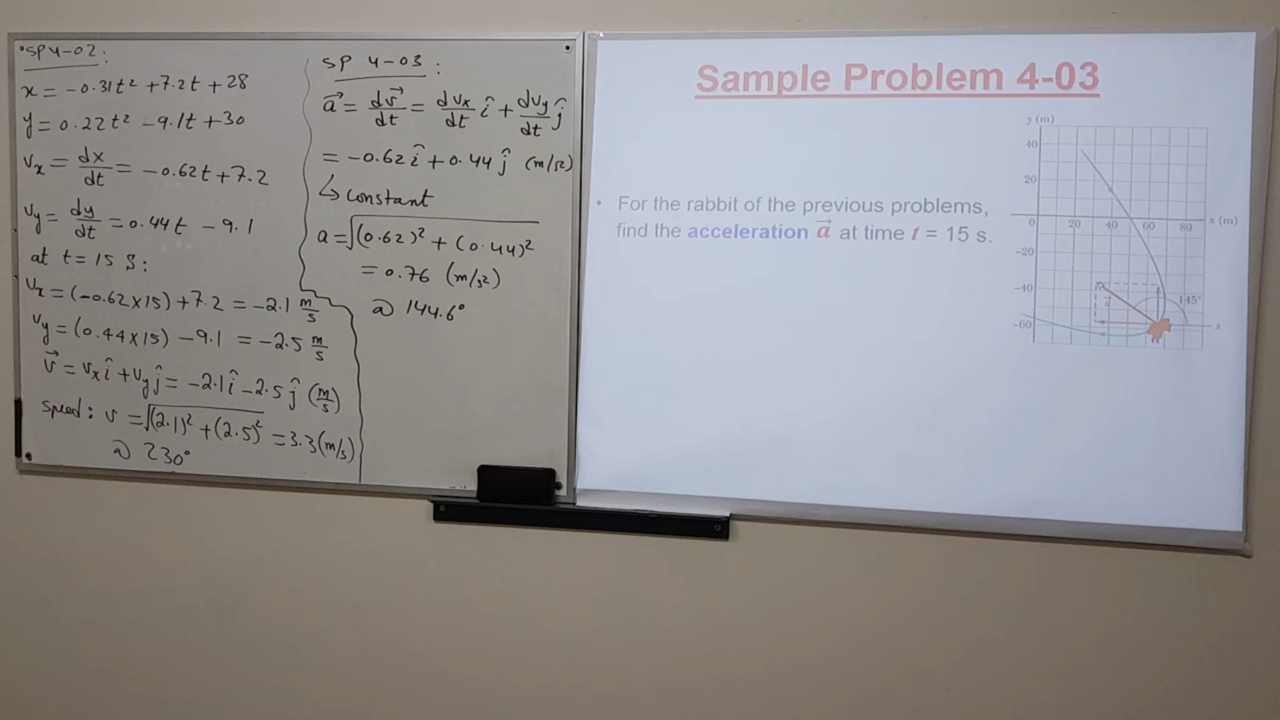 SP 4-02:
x = -0.31t² + 7.2t + 28
y = 0.22t² - 9.1t + 30
vx = dx/dt = -0.62t + 7.2
vy = dy/dt = 0.44t - 9.1
at t = 15 s:
vx = (-0.62×15) + 7.2 = -2.1 m/s
vy = (0.44×15) - 9.1 = -2.5 m/s
v⃗ = vx î + vy ĵ = -2.1 î - 2.5 ĵ (m/s)
speed: v = √(2.1)² + (2.5)² = 3.3 (m/s)
@ 230°
SP 4-03:
a⃗ = dv⃗/dt = dvx/dt î + dvy/dt ĵ
= -0.62 î + 0.44 ĵ (m/s²)
↳ constant
a = √(0.62)² + (0.44)²
= 0.76 (m/s²)
@ 144.6°
Sample Problem 4-03
• For the rabbit of the previous problems,
find the acceleration a⃗ at time t = 15 s.
y (m)
40
20
0 20 40 60 80 x (m)
-20
-40
145°
-60
x